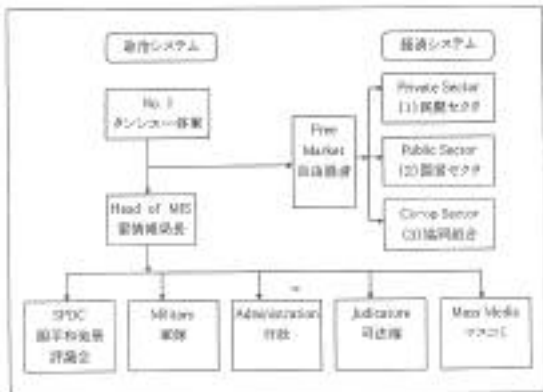 政治システム
経済システム
No. 1
タンシュエ将軍
Free
Market
自由経済
Private Sector
(1) 民間セクタ
Public Sector
(2) 国営セクタ
Co-op Sector
(3) 協同組合
Head of MIS
軍情報局長
SPDC
国平和発展
評議会
Military
軍隊
Administration
行政
Judicature
司法権
Mass Media
マスコミ